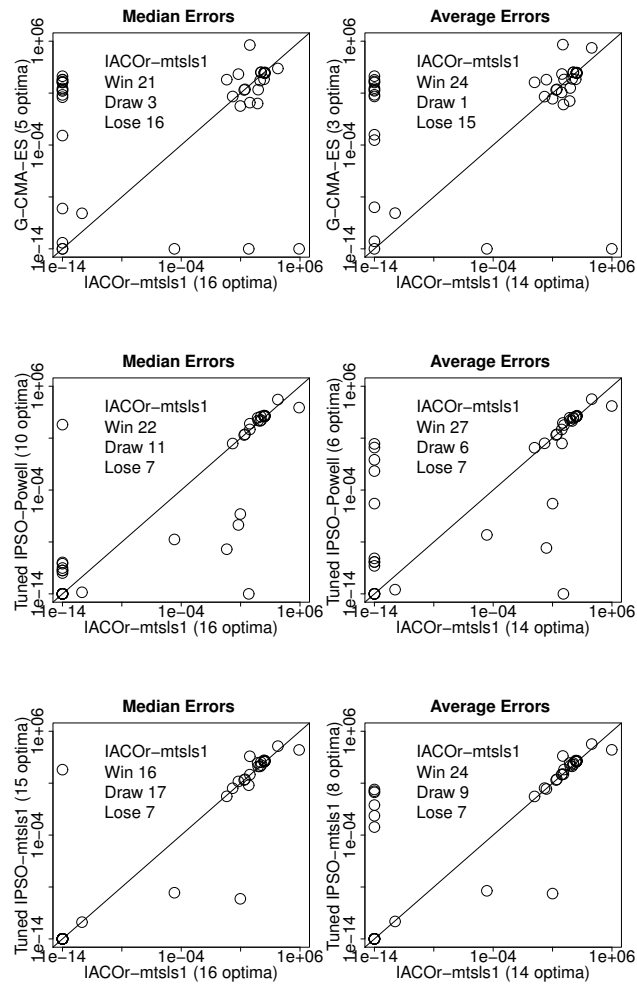 Median Errors
G−CMA−ES (5 optima)
1e−14 1e−04 1e+06
IACOr−mtsls1
Win 21
Draw 3
Lose 16
1e−14 1e−04 1e+06
IACOr−mtsls1 (16 optima)
Average Errors
G−CMA−ES (3 optima)
1e−14 1e−04 1e+06
IACOr−mtsls1
Win 24
Draw 1
Lose 15
1e−14 1e−04 1e+06
IACOr−mtsls1 (14 optima)
Median Errors
Tuned IPSO−Powell (10 optima)
1e−14 1e−04 1e+06
IACOr−mtsls1
Win 22
Draw 11
Lose 7
1e−14 1e−04 1e+06
IACOr−mtsls1 (16 optima)
Average Errors
Tuned IPSO−Powell (6 optima)
1e−14 1e−04 1e+06
IACOr−mtsls1
Win 27
Draw 6
Lose 7
1e−14 1e−04 1e+06
IACOr−mtsls1 (14 optima)
Median Errors
Tuned IPSO−mtsls1 (15 optima)
1e−14 1e−04 1e+06
IACOr−mtsls1
Win 16
Draw 17
Lose 7
1e−14 1e−04 1e+06
IACOr−mtsls1 (16 optima)
Average Errors
Tuned IPSO−mtsls1 (8 optima)
1e−14 1e−04 1e+06
IACOr−mtsls1
Win 24
Draw 9
Lose 7
1e−14 1e−04 1e+06
IACOr−mtsls1 (14 optima)